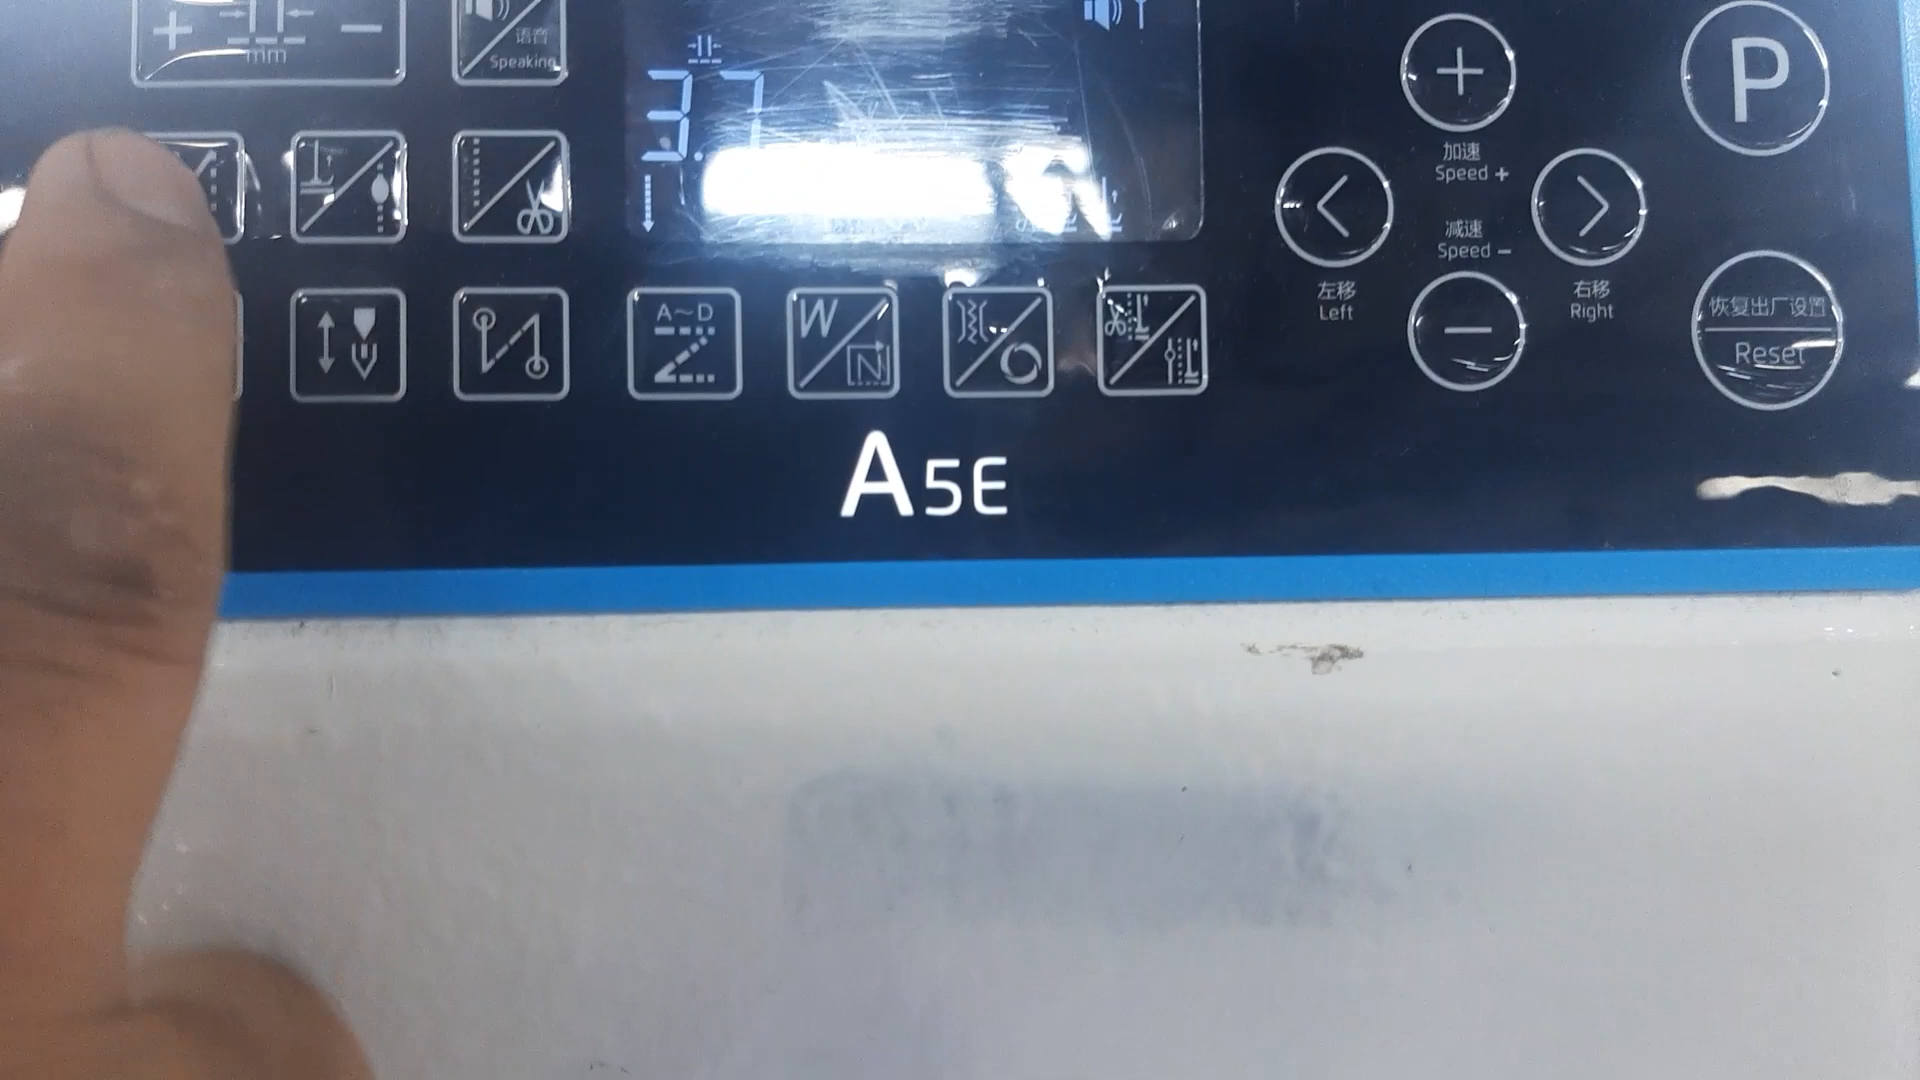 + mm −
语音
Speaking
3.7
P
加速
Speed +
减速
Speed −
左移
Left
右移
Right
恢复出厂设置
Reset
A~D
W
N
A5E